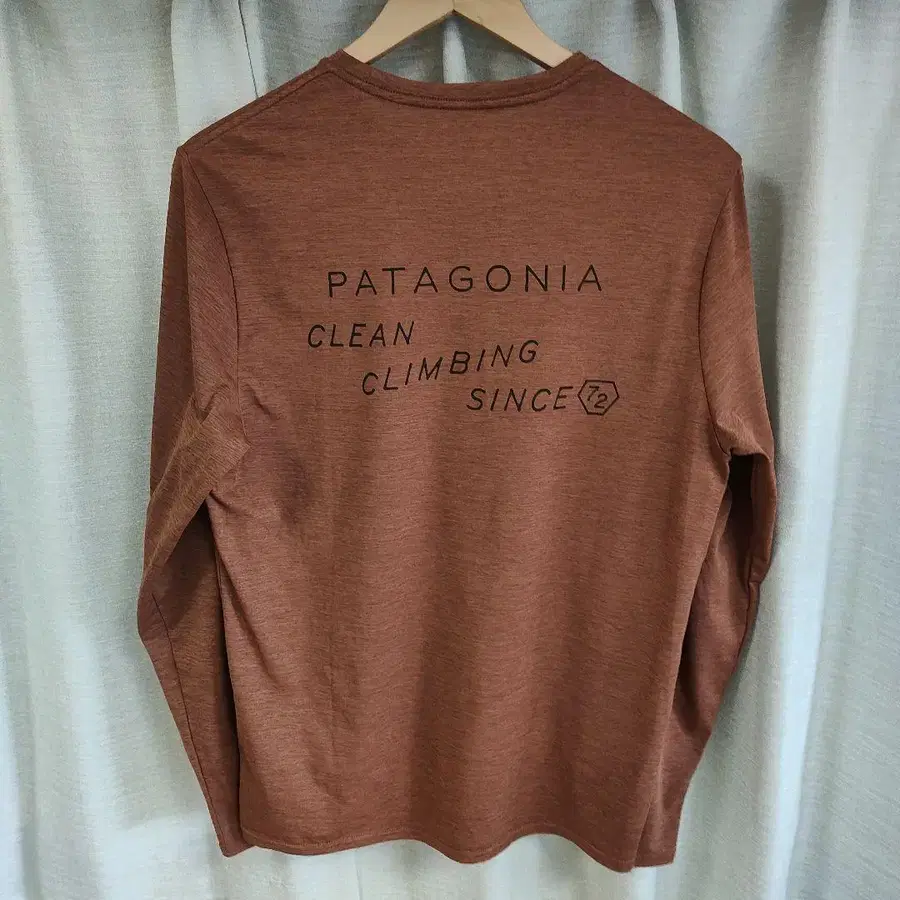 PATAGONIA
CLEAN
CLIMBING
SINCE 72